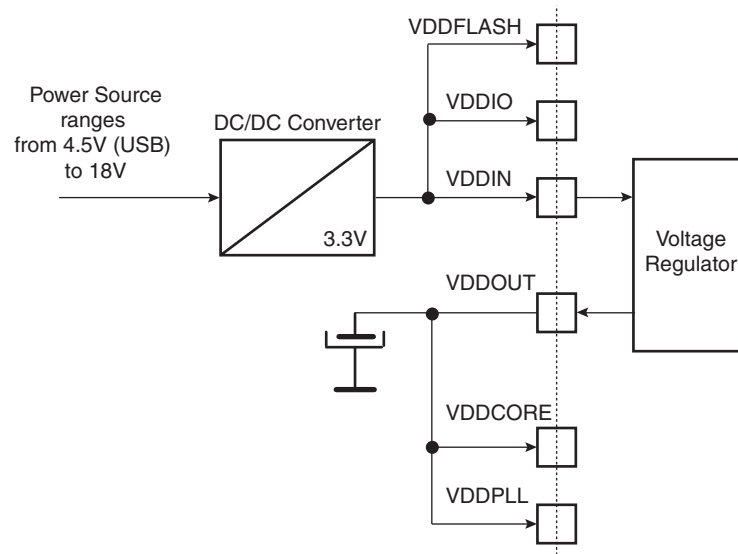 VDDFLASH
Power Source
ranges
from 4.5V (USB)
to 18V
DC/DC Converter
VDDIO
VDDIN
3.3V
Voltage
Regulator
VDDOUT
VDDCORE
VDDPLL